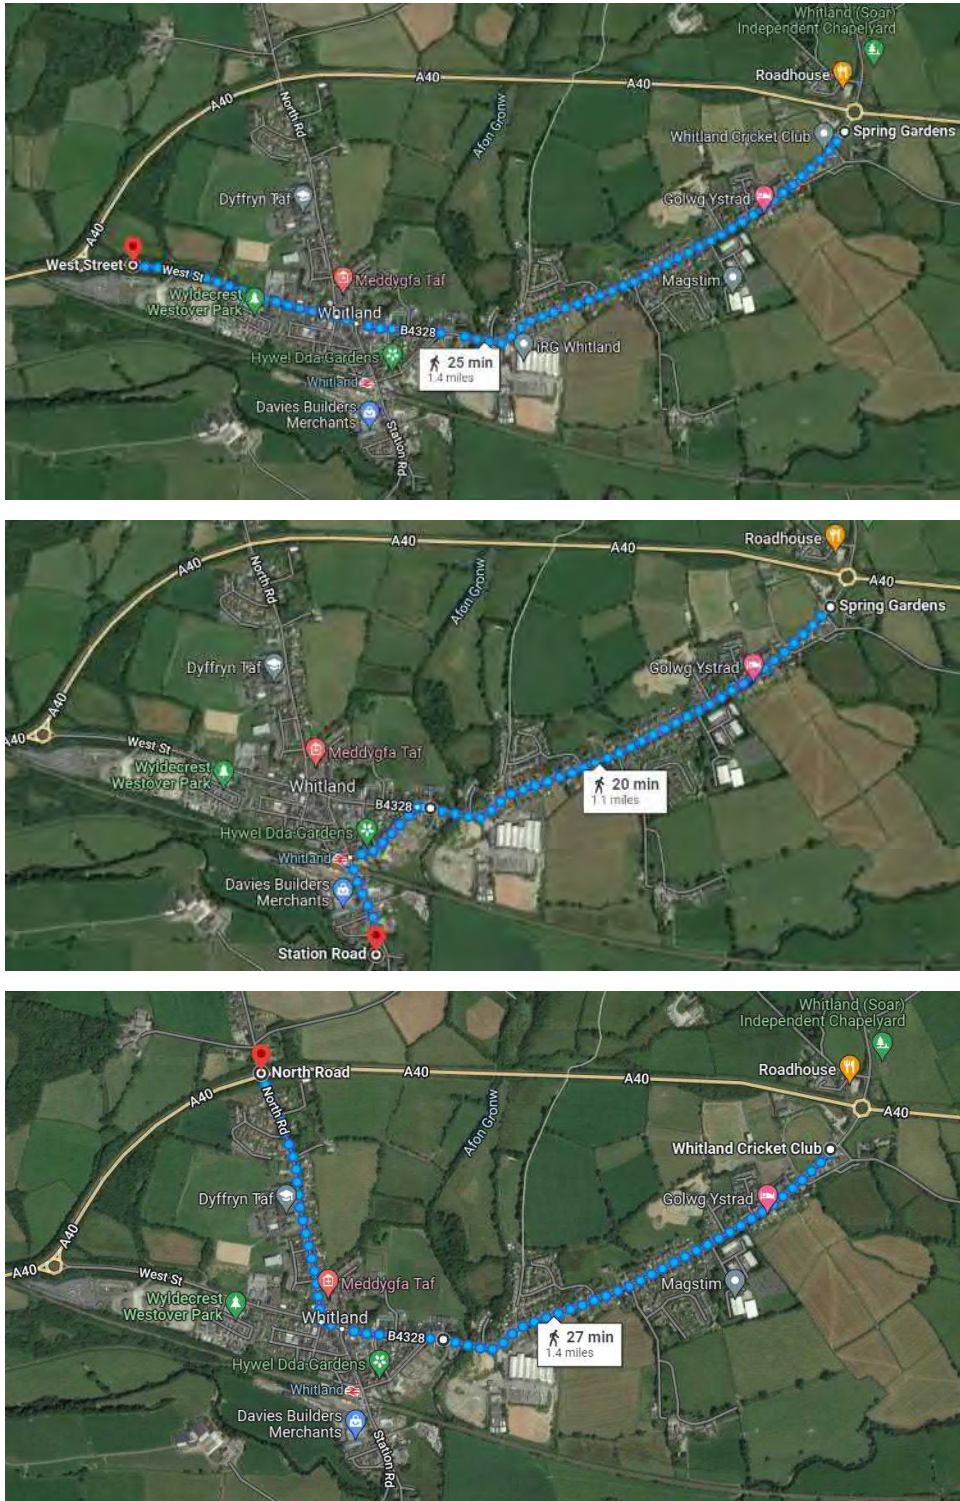 Whitland (Soar)
Independent Chapelyard
Roadhouse
A40
A40
A40
North Rd
Afon Gronw
Whitland Cricket Club
Spring Gardens
Dyffryn Taf
Golwg Ystrad
A40
West Street
West St
Meddygfa Taf
Magstim
Wyldecrest
Westover Park
Whitland
B4328
iRG Whitland
Hywel Dda Gardens
25 min
1.4 miles
Whitland
Davies Builders
Merchants
Station Rd
Roadhouse
A40
A40
A40
A40
North Rd
Afon Gronw
Spring Gardens
Dyffryn Taf
Golwg Ystrad
A40
A40
West St
Meddygfa Taf
Wyldecrest
Westover Park
Whitland
20 min
1.1 miles
B4328
Hywel Dda Gardens
Whitland
Davies Builders
Merchants
Station Road
Whitland (Soar)
Independent Chapelyard
North Road
A40
A40
Roadhouse
A40
A40
North Rd
Afon Gronw
Whitland Cricket Club
Dyffryn Taf
Golwg Ystrad
A40
A40
West St
Meddygfa Taf
Magstim
Wyldecrest
Westover Park
Whitland
B4328
27 min
1.4 miles
Hywel Dda Gardens
Whitland
Davies Builders
Merchants
Station Rd